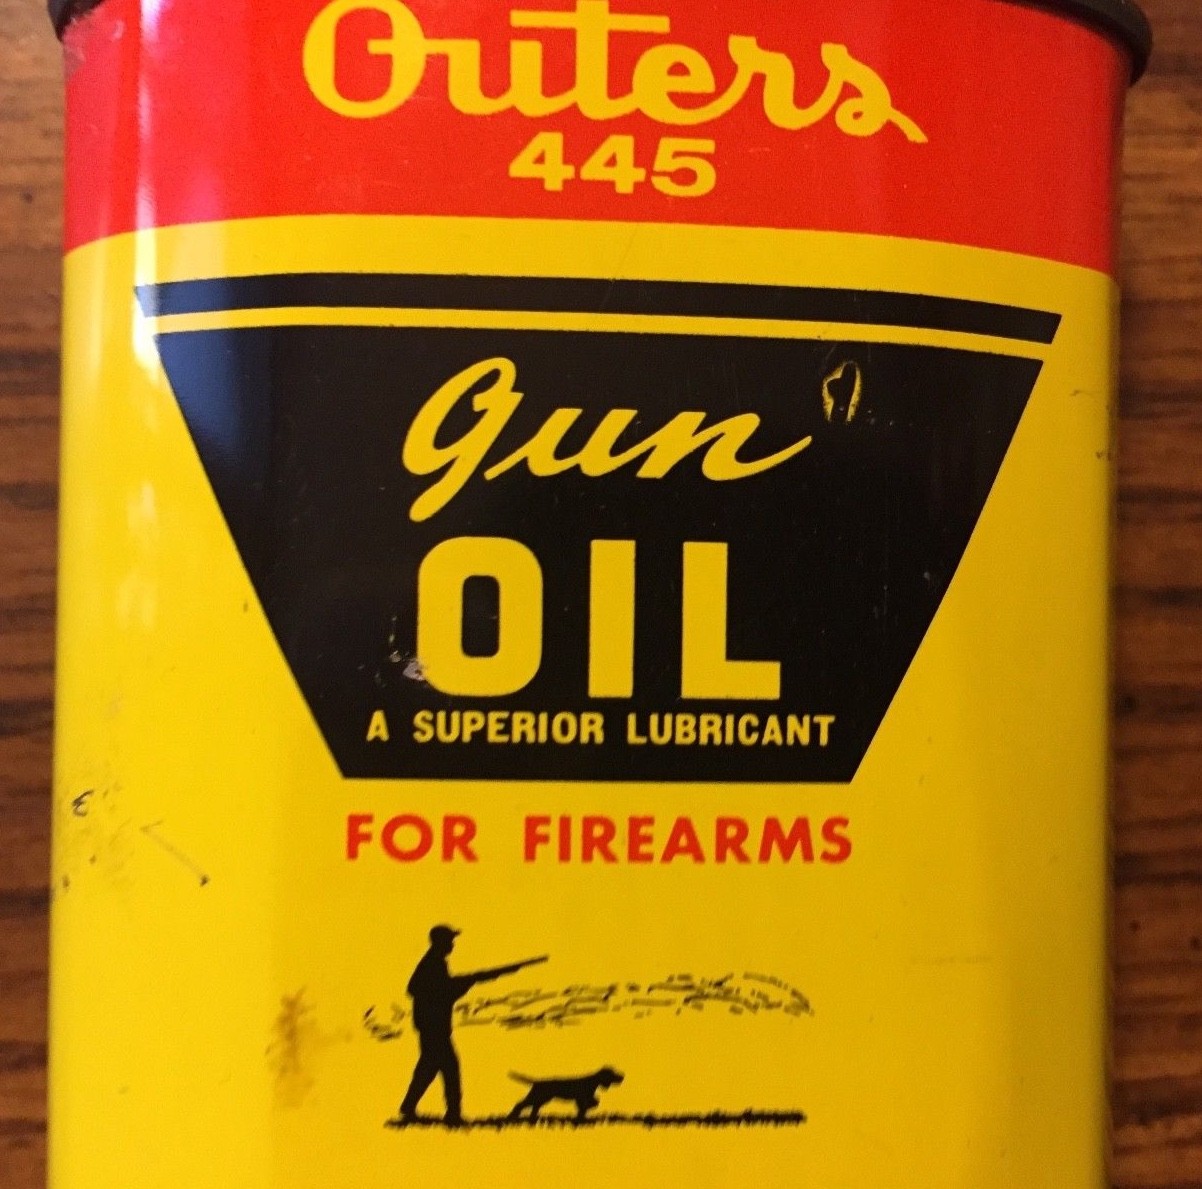 Outers
445
Gun
OIL
A SUPERIOR LUBRICANT
FOR FIREARMS